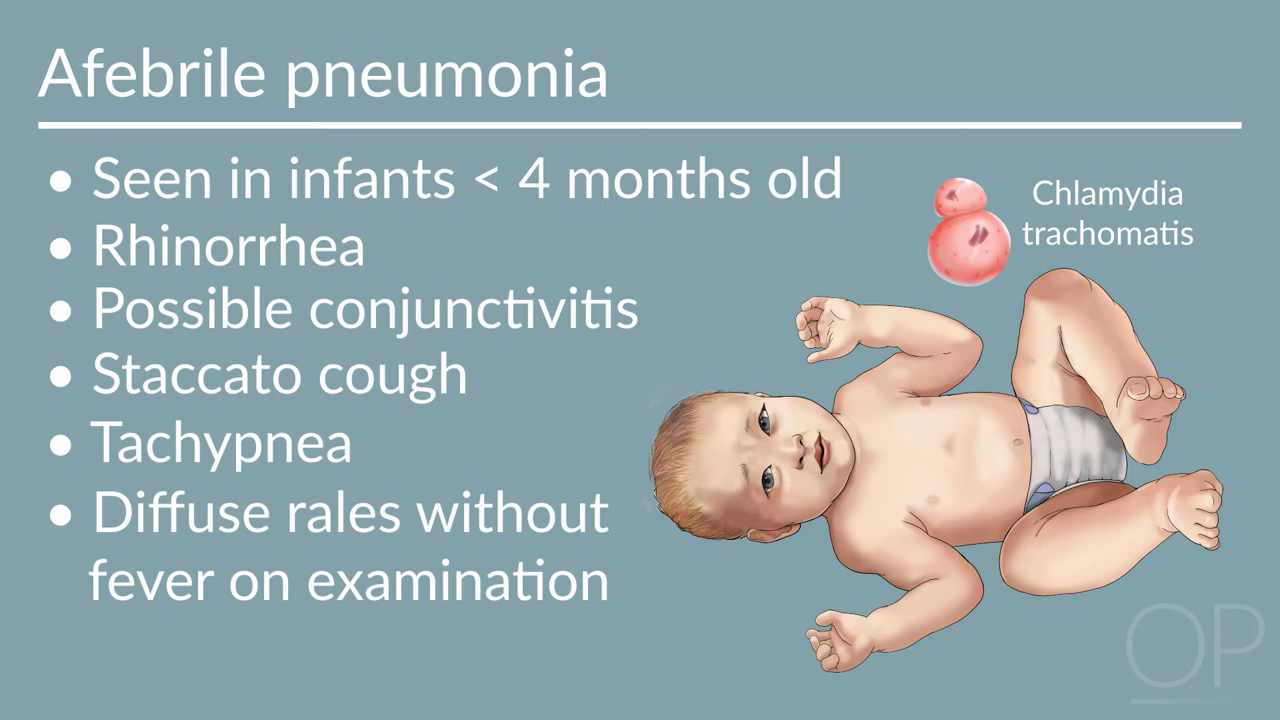 Afebrile pneumonia
• Seen in infants < 4 months old
• Rhinorrhea
• Possible conjunctivitis
• Staccato cough
• Tachypnea
• Diffuse rales without
fever on examination
Chlamydia
trachomatis
OP